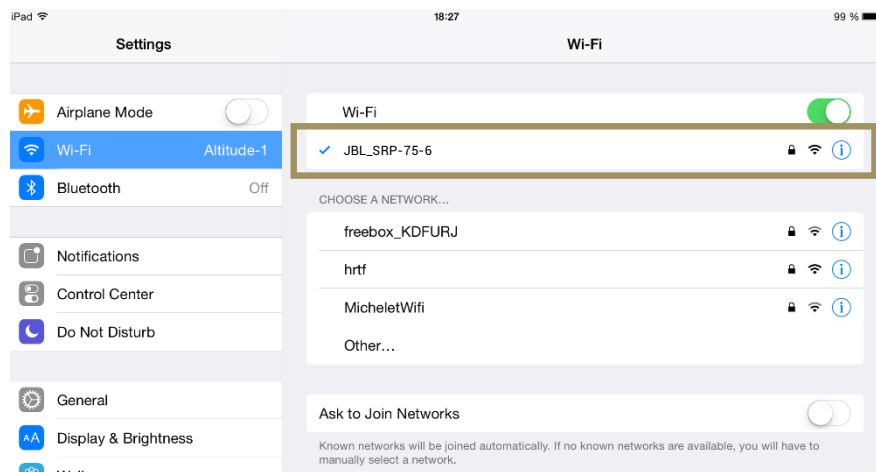 iPad 18:27 99 %
Settings
Wi-Fi
Airplane Mode
Wi-Fi Altitude-1
Bluetooth Off
Notifications
Control Center
Do Not Disturb
General
AA Display & Brightness
Wi-Fi
JBL_SRP-75-6
CHOOSE A NETWORK...
freebox_KDFURJ
hrtf
MicheletWifi
Other...
Ask to Join Networks
Known networks will be joined automatically. If no known networks are available, you will have to
manually select a network.